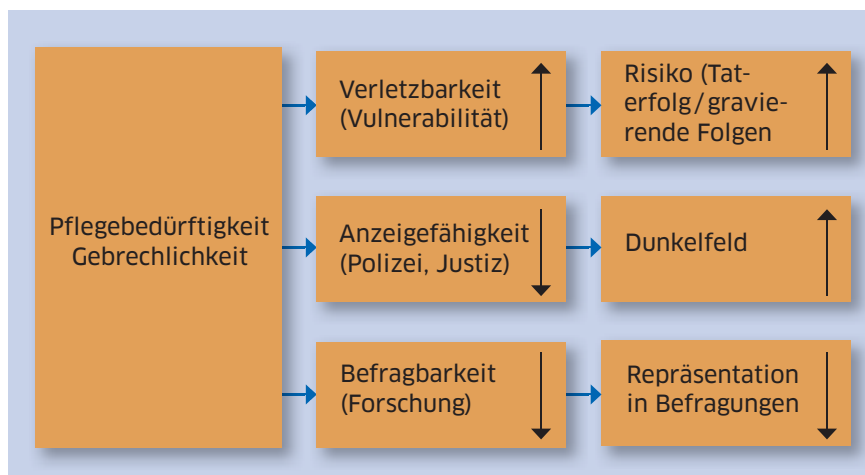 Pflegebedürftigkeit
Gebrechlichkeit
Verletzbarkeit
(Vulnerabilität)
Risiko (Tat-
erfolg/gravie-
rende Folgen
Anzeigefähigkeit
(Polizei, Justiz)
Dunkelfeld
Befragbarkeit
(Forschung)
Repräsentation
in Befragungen